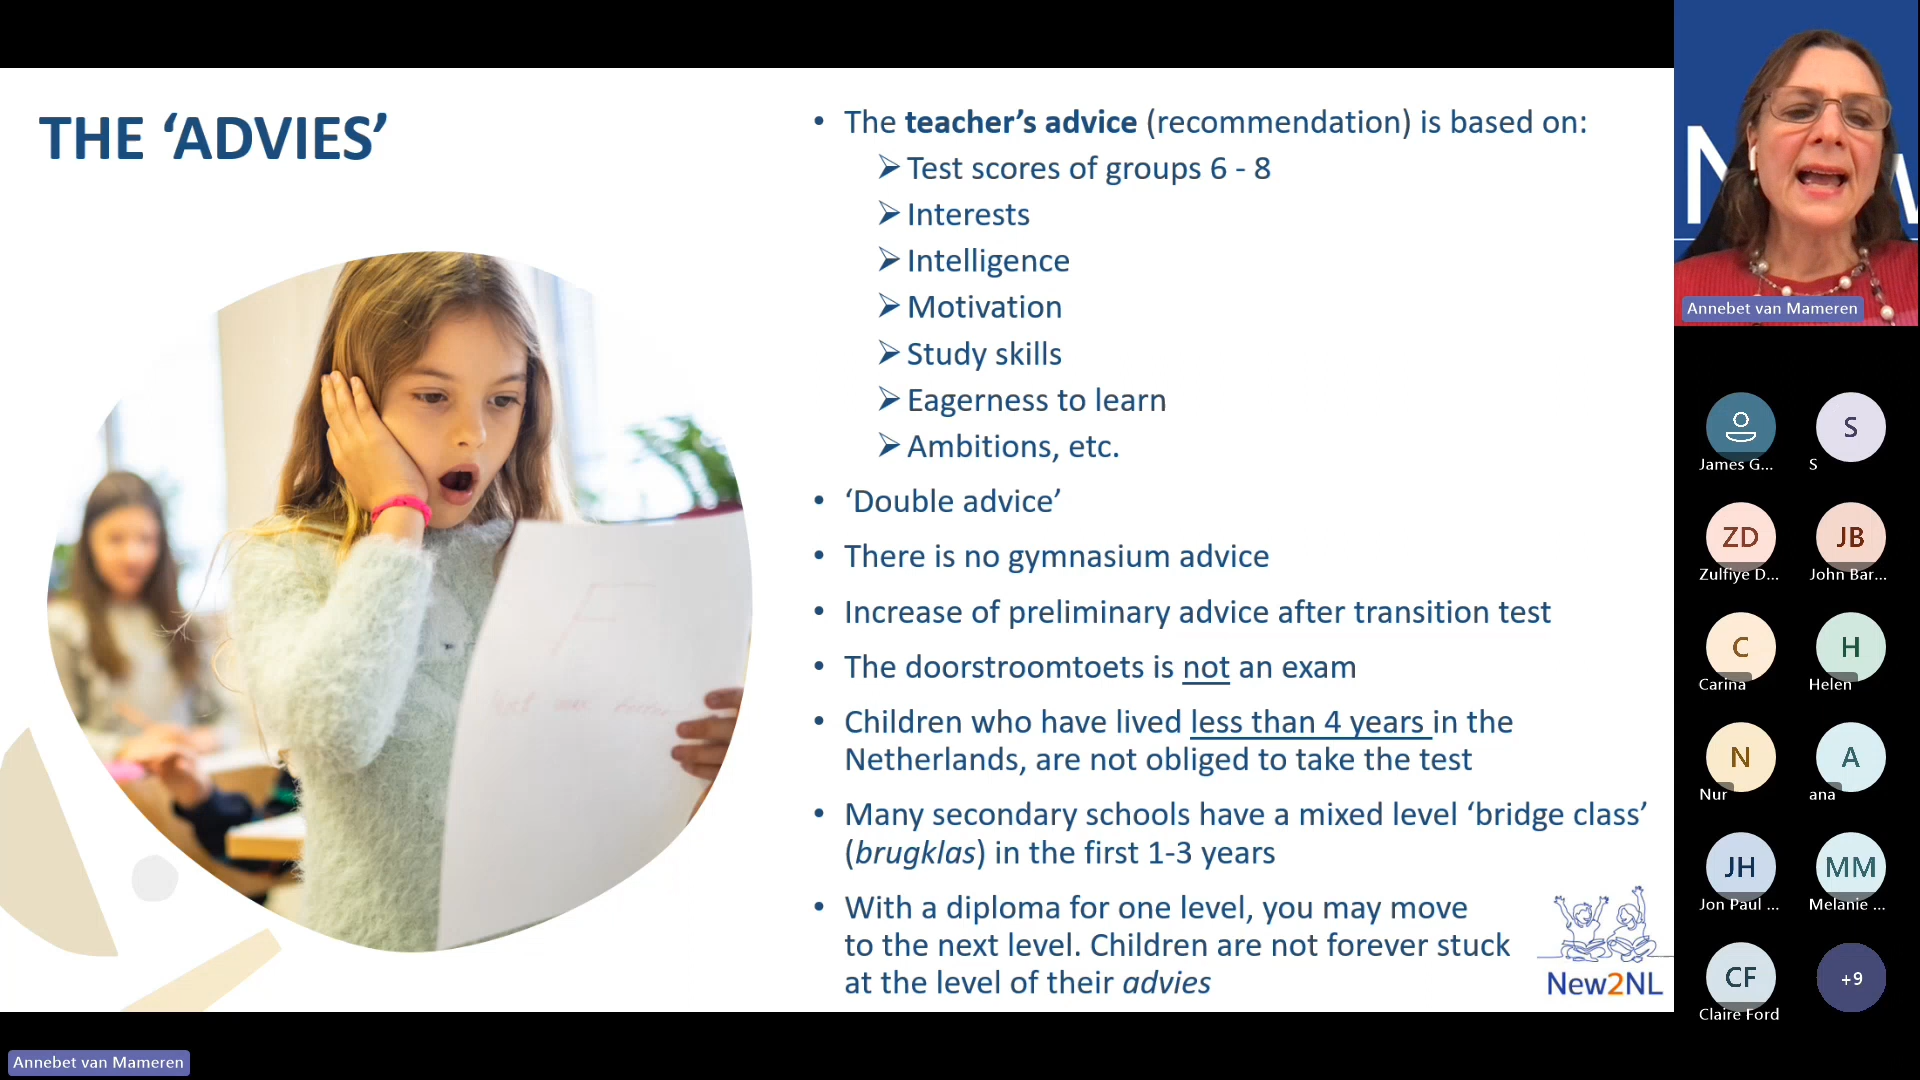 THE ‘ADVIES’
• The teacher’s advice (recommendation) is based on:
➢ Test scores of groups 6 - 8
➢ Interests
➢ Intelligence
➢ Motivation
➢ Study skills
➢ Eagerness to learn
➢ Ambitions, etc.
• ‘Double advice’
• There is no gymnasium advice
• Increase of preliminary advice after transition test
• The doorstroomtoets is not an exam
• Children who have lived less than 4 years in the
Netherlands, are not obliged to take the test
• Many secondary schools have a mixed level ‘bridge class’
(brugklas) in the first 1-3 years
• With a diploma for one level, you may move
to the next level. Children are not forever stuck
at the level of their advies
New2NL
F
Annebet van Mameren
James G...
S
S
ZD
Zulfiye D...
JB
John Bar...
C
Carina
H
Helen
N
Nur
A
ana
JH
Jon Paul ...
MM
Melanie ...
CF
Claire Ford
+9
Annebet van Mameren